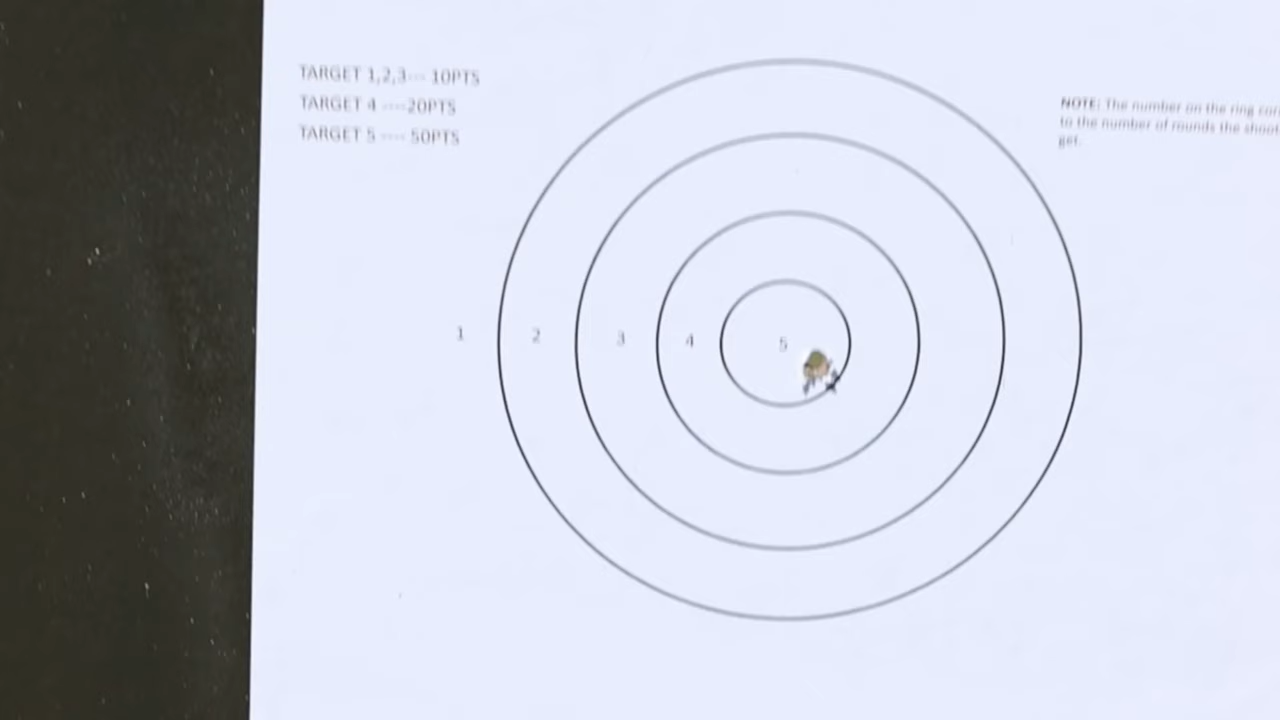 TARGET 1,2,3---- 10PTS
TARGET 4 ----20PTS
TARGET 5 ---- 50PTS
NOTE: The number on the ring
to the number of rounds the
get.
1 2 3 4 5